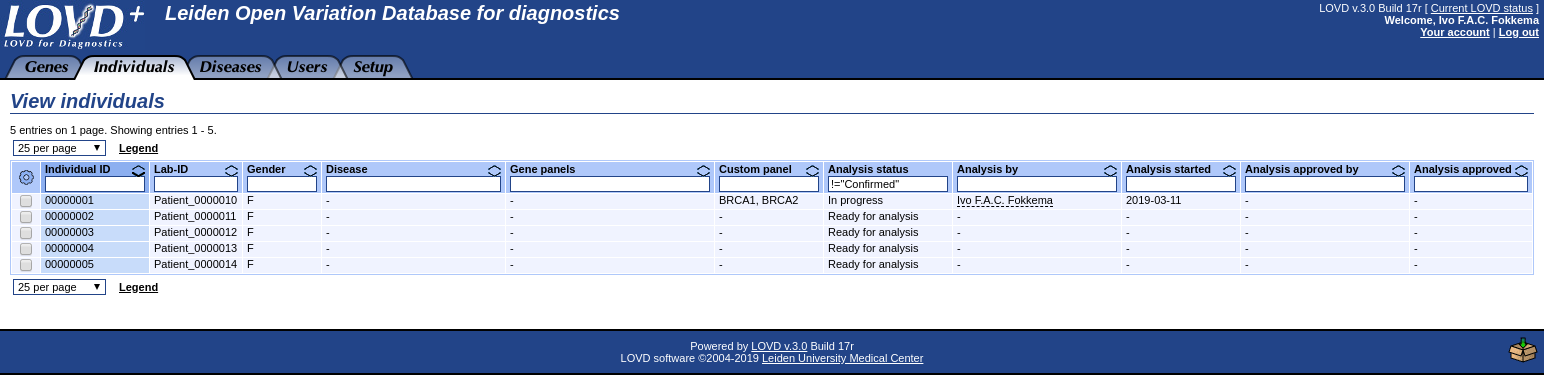 LOVD+ Leiden Open Variation Database for diagnostics
LOVD for Diagnostics
LOVD v.3.0 Build 17r [ Current LOVD status ]
Welcome, Ivo F.A.C. Fokkema
Your account | Log out
Genes Individuals Diseases Users Setup
View individuals
5 entries on 1 page. Showing entries 1 - 5.
25 per page Legend
Individual ID Lab-ID Gender Disease Gene panels Custom panel Analysis status Analysis by Analysis started Analysis approved by Analysis approved
!="Confirmed"
00000001 Patient_0000010 F - - BRCA1, BRCA2 In progress Ivo F.A.C. Fokkema 2019-03-11 - -
00000002 Patient_0000011 F - - - Ready for analysis - - - -
00000003 Patient_0000012 F - - - Ready for analysis - - - -
00000004 Patient_0000013 F - - - Ready for analysis - - - -
00000005 Patient_0000014 F - - - Ready for analysis - - - -
25 per page Legend
Powered by LOVD v.3.0 Build 17r
LOVD software ©2004-2019 Leiden University Medical Center